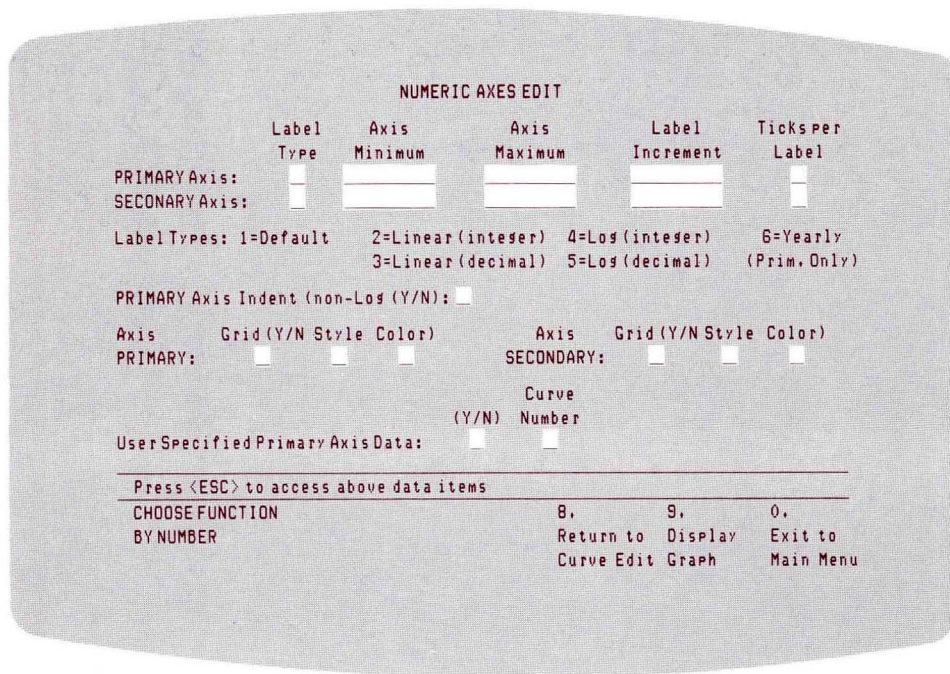 NUMERIC AXES EDIT
Label Axis Axis Label Ticks per
Type Minimum Maximum Increment Label
PRIMARY Axis:
SECONARY Axis:
Label Types: 1=Default 2=Linear (integer) 4=Log (integer) 6=Yearly
3=Linear (decimal) 5=Log (decimal) (Prim. Only)
PRIMARY Axis Indent (non-Log (Y/N):
Axis Grid (Y/N Style Color) Axis Grid (Y/N Style Color)
PRIMARY: SECONDARY:
Curve
(Y/N) Number
User Specified Primary Axis Data:
Press <ESC> to access above data items
CHOOSE FUNCTION 8. 9. 0.
BY NUMBER Return to Display Exit to
Curve Edit Graph Main Menu